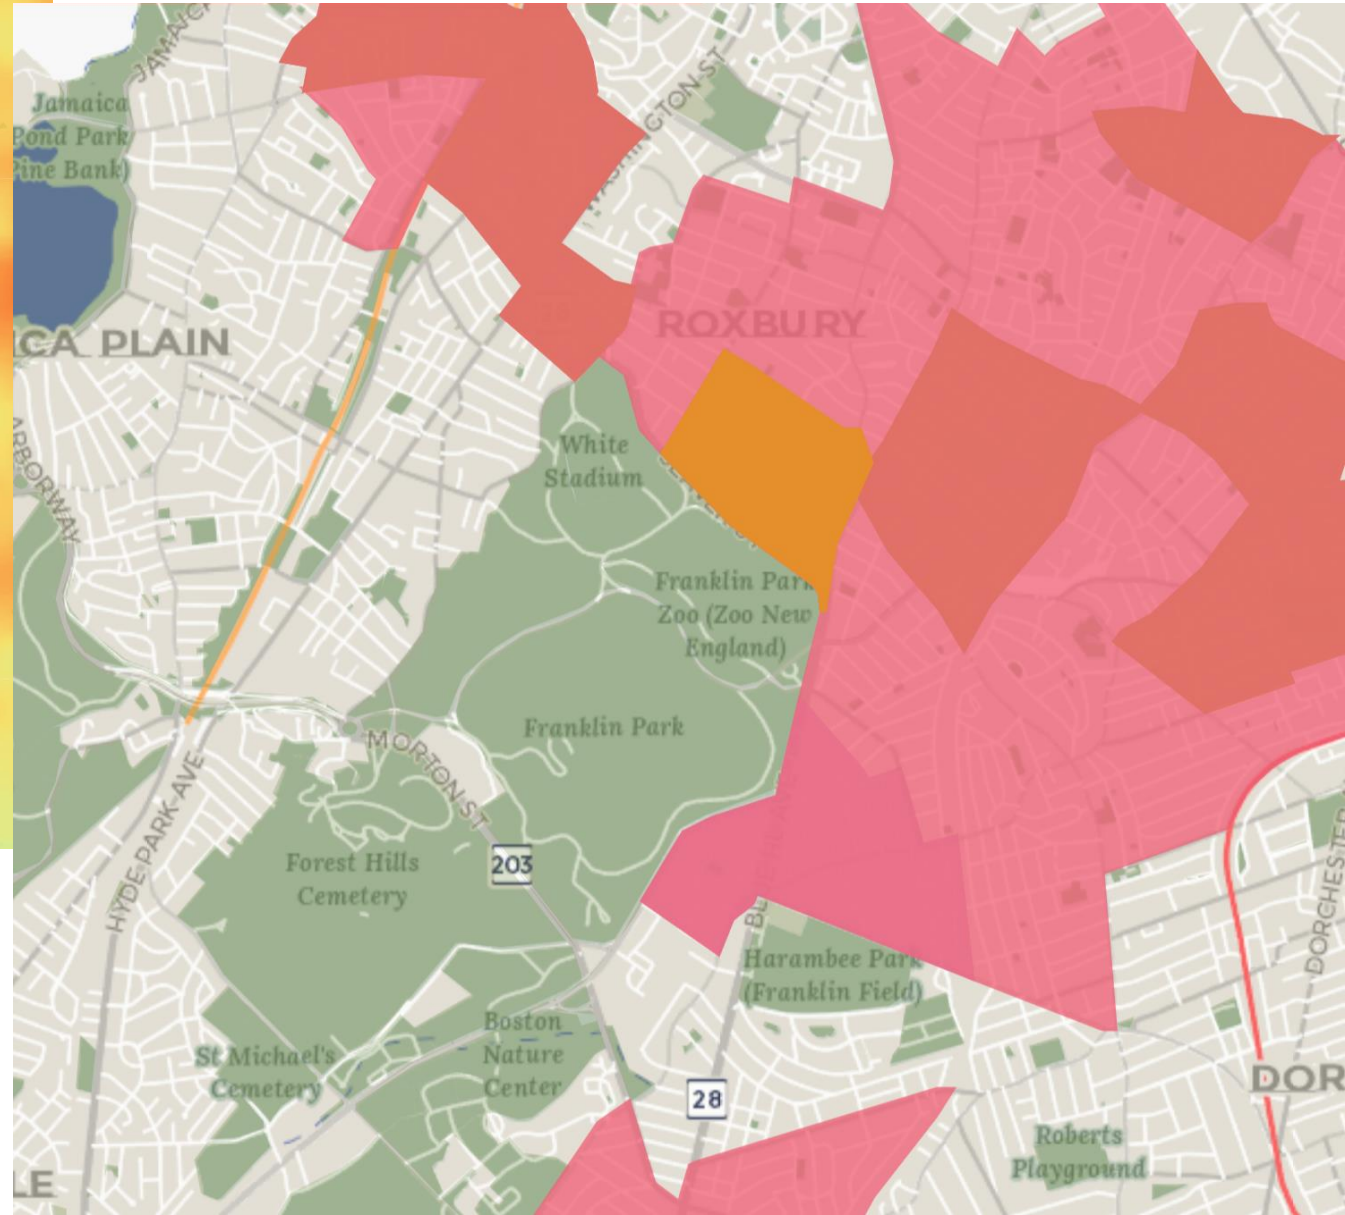 JAMAICA
Jamaica
Pond Park
Pine Bank)
WASHINGTON ST
ROXBURY
ICA PLAIN
ARBORWAY
White
Stadium
Franklin Park
Zoo (Zoo New
England)
Franklin Park
MORTON ST
HYDE PARK AVE
203
Forest Hills
Cemetery
Harambee Park
(Franklin Field)
DORCHESTER
Boston
Nature
Center
St Michael's
Cemetery
28
DOR
Roberts
Playground
LE